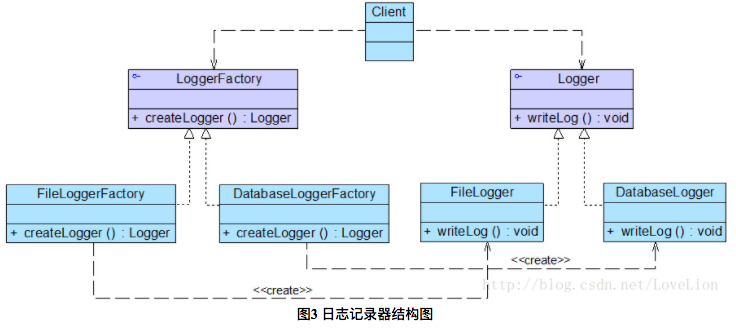 Client
LoggerFactory
+ createLogger () : Logger
Logger
+ writeLog () : void
FileLoggerFactory
+ createLogger () : Logger
DatabaseLoggerFactory
+ createLogger () : Logger
FileLogger
+ writeLog () : void
DatabaseLogger
+ writeLog () : void
<<create>>
<<create>>
http://blog.csdn.net/LoveLion
图3 日志记录器结构图